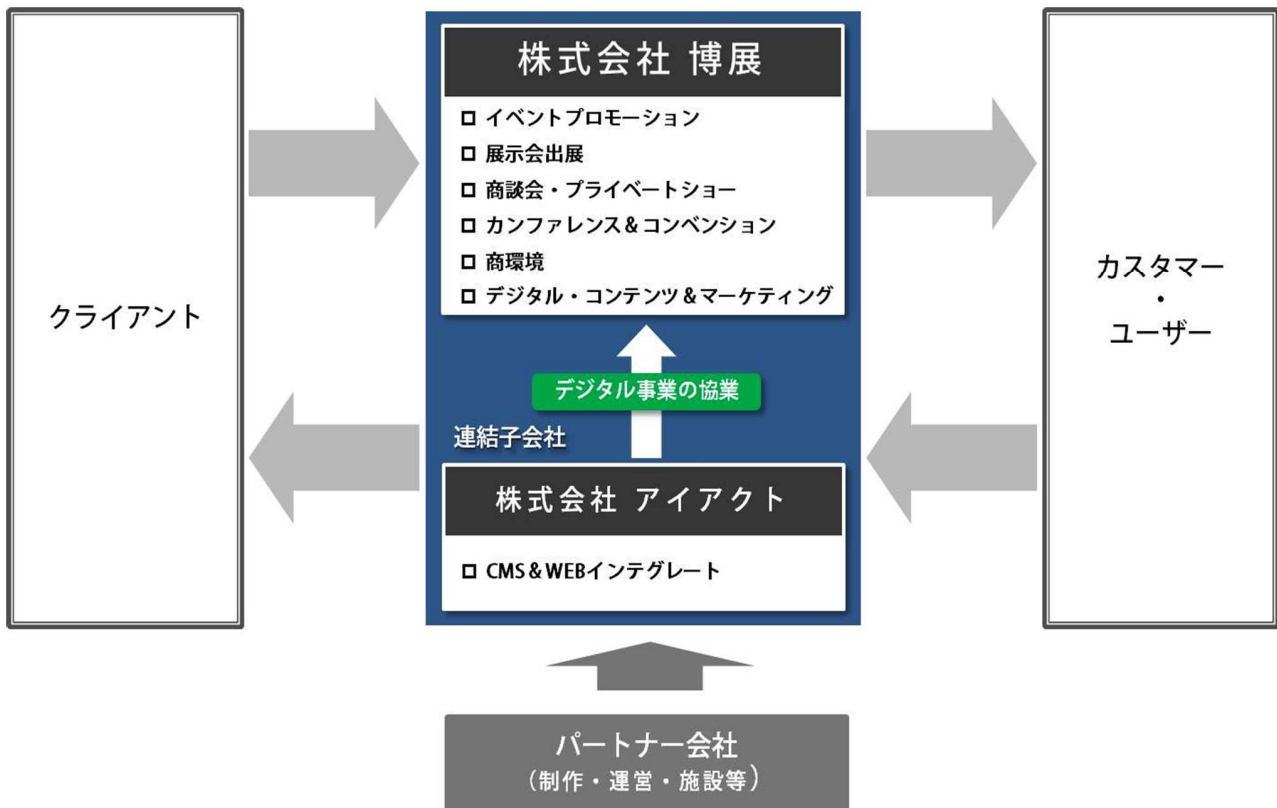 クライアント
株式会社 博展
イベントプロモーション
展示会出展
商談会・プライベートショー
カンファレンス&コンベンション
商環境
デジタル・コンテンツ&マーケティング
デジタル事業の協業
連結子会社
株式会社 アイアクト
CMS&WEBインテグレート
カスタマー
・
ユーザー
パートナー会社
(制作・運営・施設等)